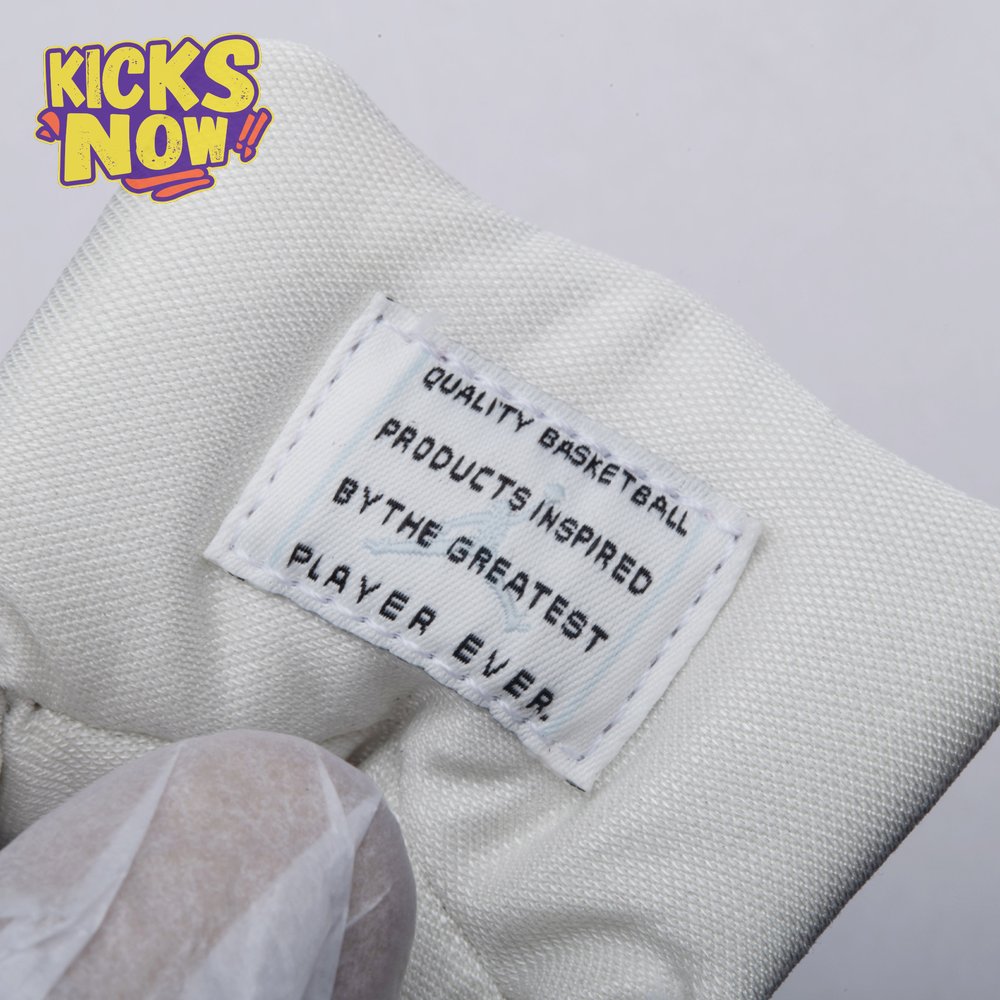 KICKS
NOW!!
QUALITY BASKETBALL
PRODUCTS INSPIRED
BY THE GREATEST
PLAYER EVER.